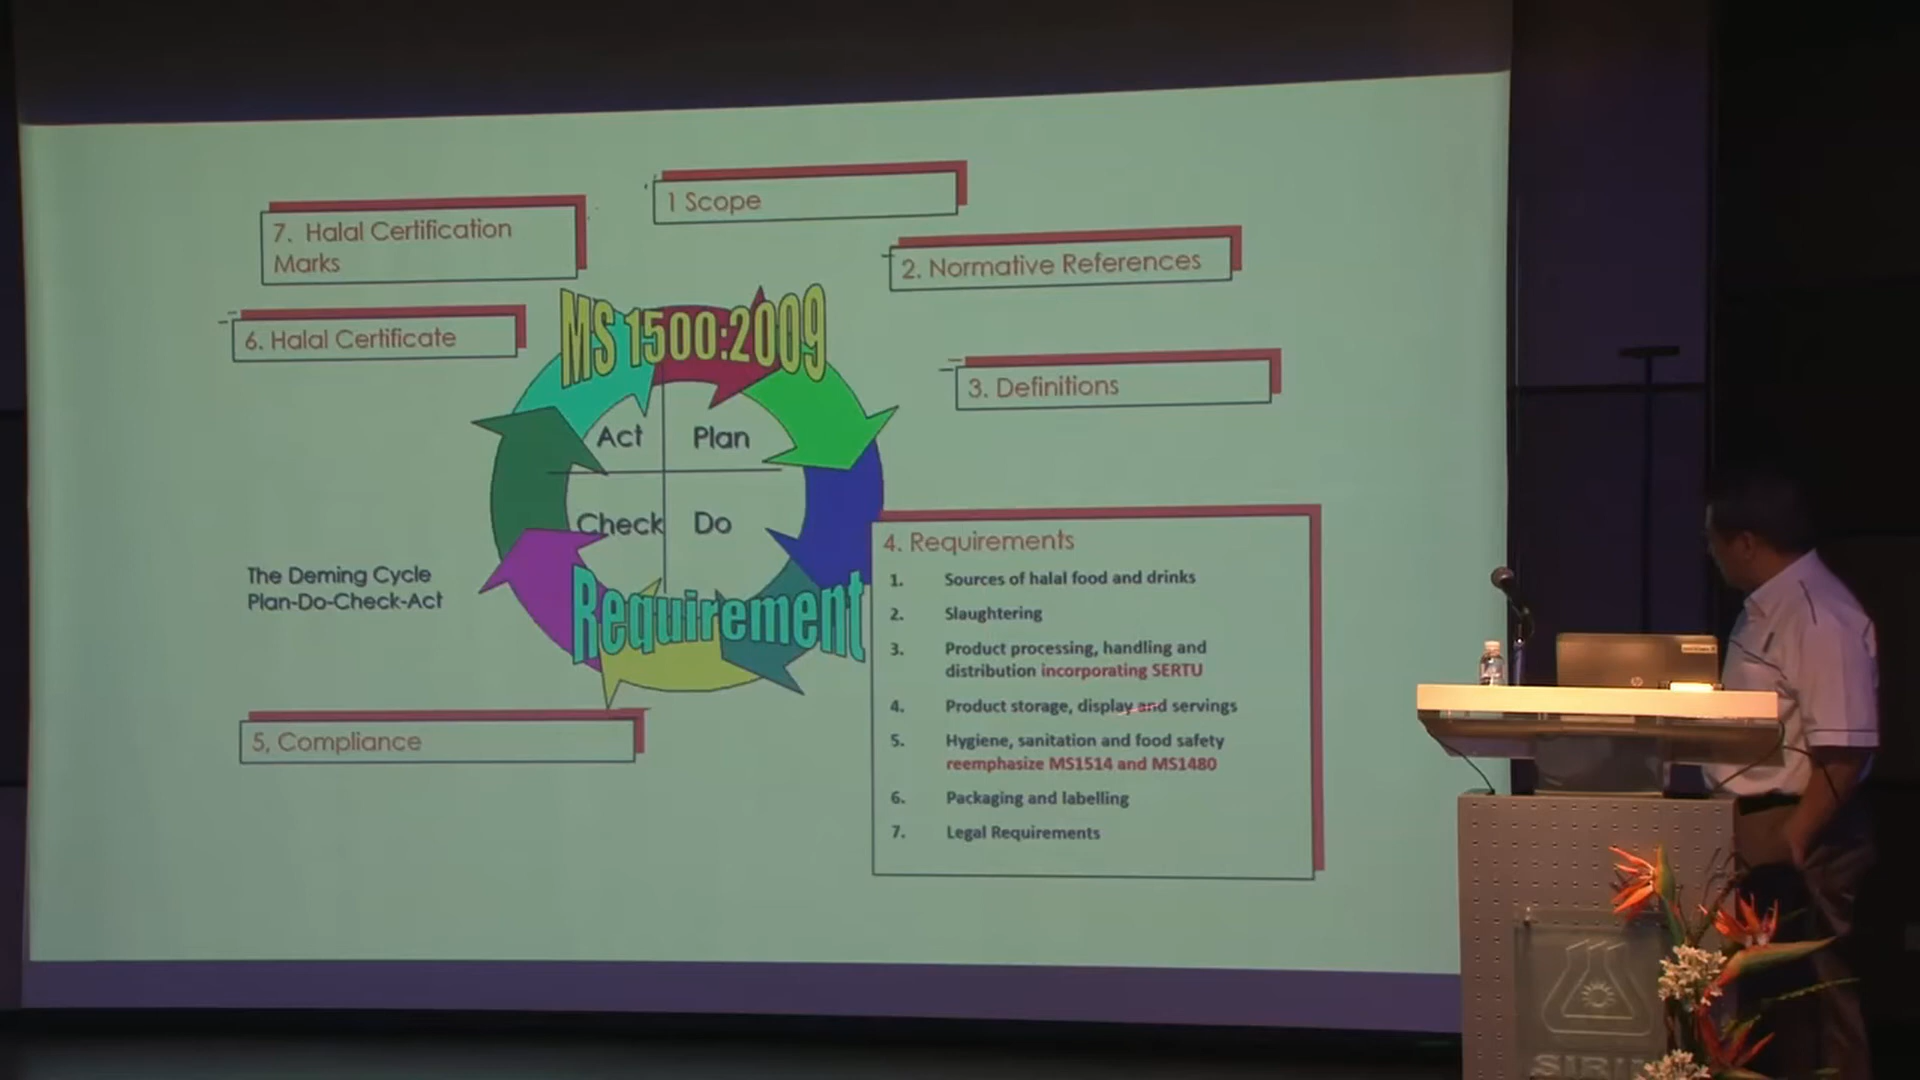 1 Scope
7. Halal Certification
Marks
2. Normative References
MS 1500:2009
6. Halal Certificate
3. Definitions
Act
Plan
Check
Do
Requirement
The Deming Cycle
Plan-Do-Check-Act
5, Compliance
4. Requirements
1. Sources of halal food and drinks
2. Slaughtering
3. Product processing, handling and
distribution incorporating SERTU
4. Product storage, display and servings
5. Hygiene, sanitation and food safety
reemphasize MS1514 and MS1480
6. Packaging and labelling
7. Legal Requirements
hp